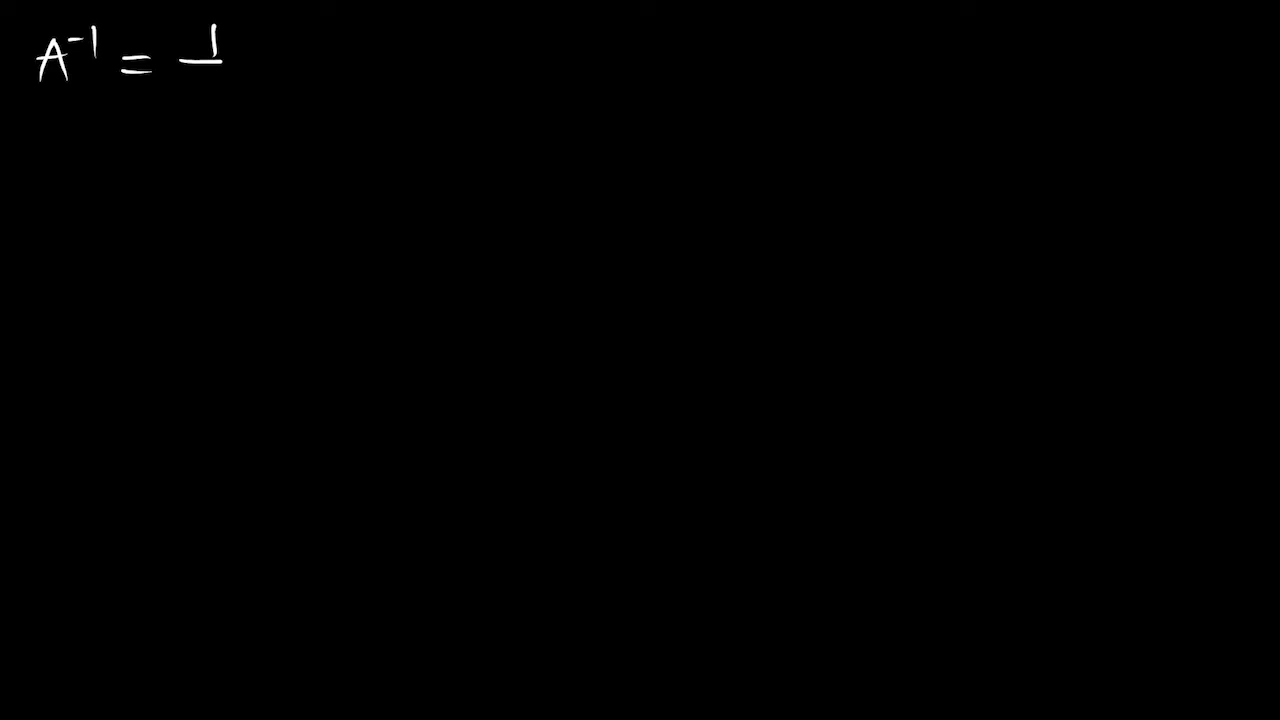 A⁻¹ = 1/